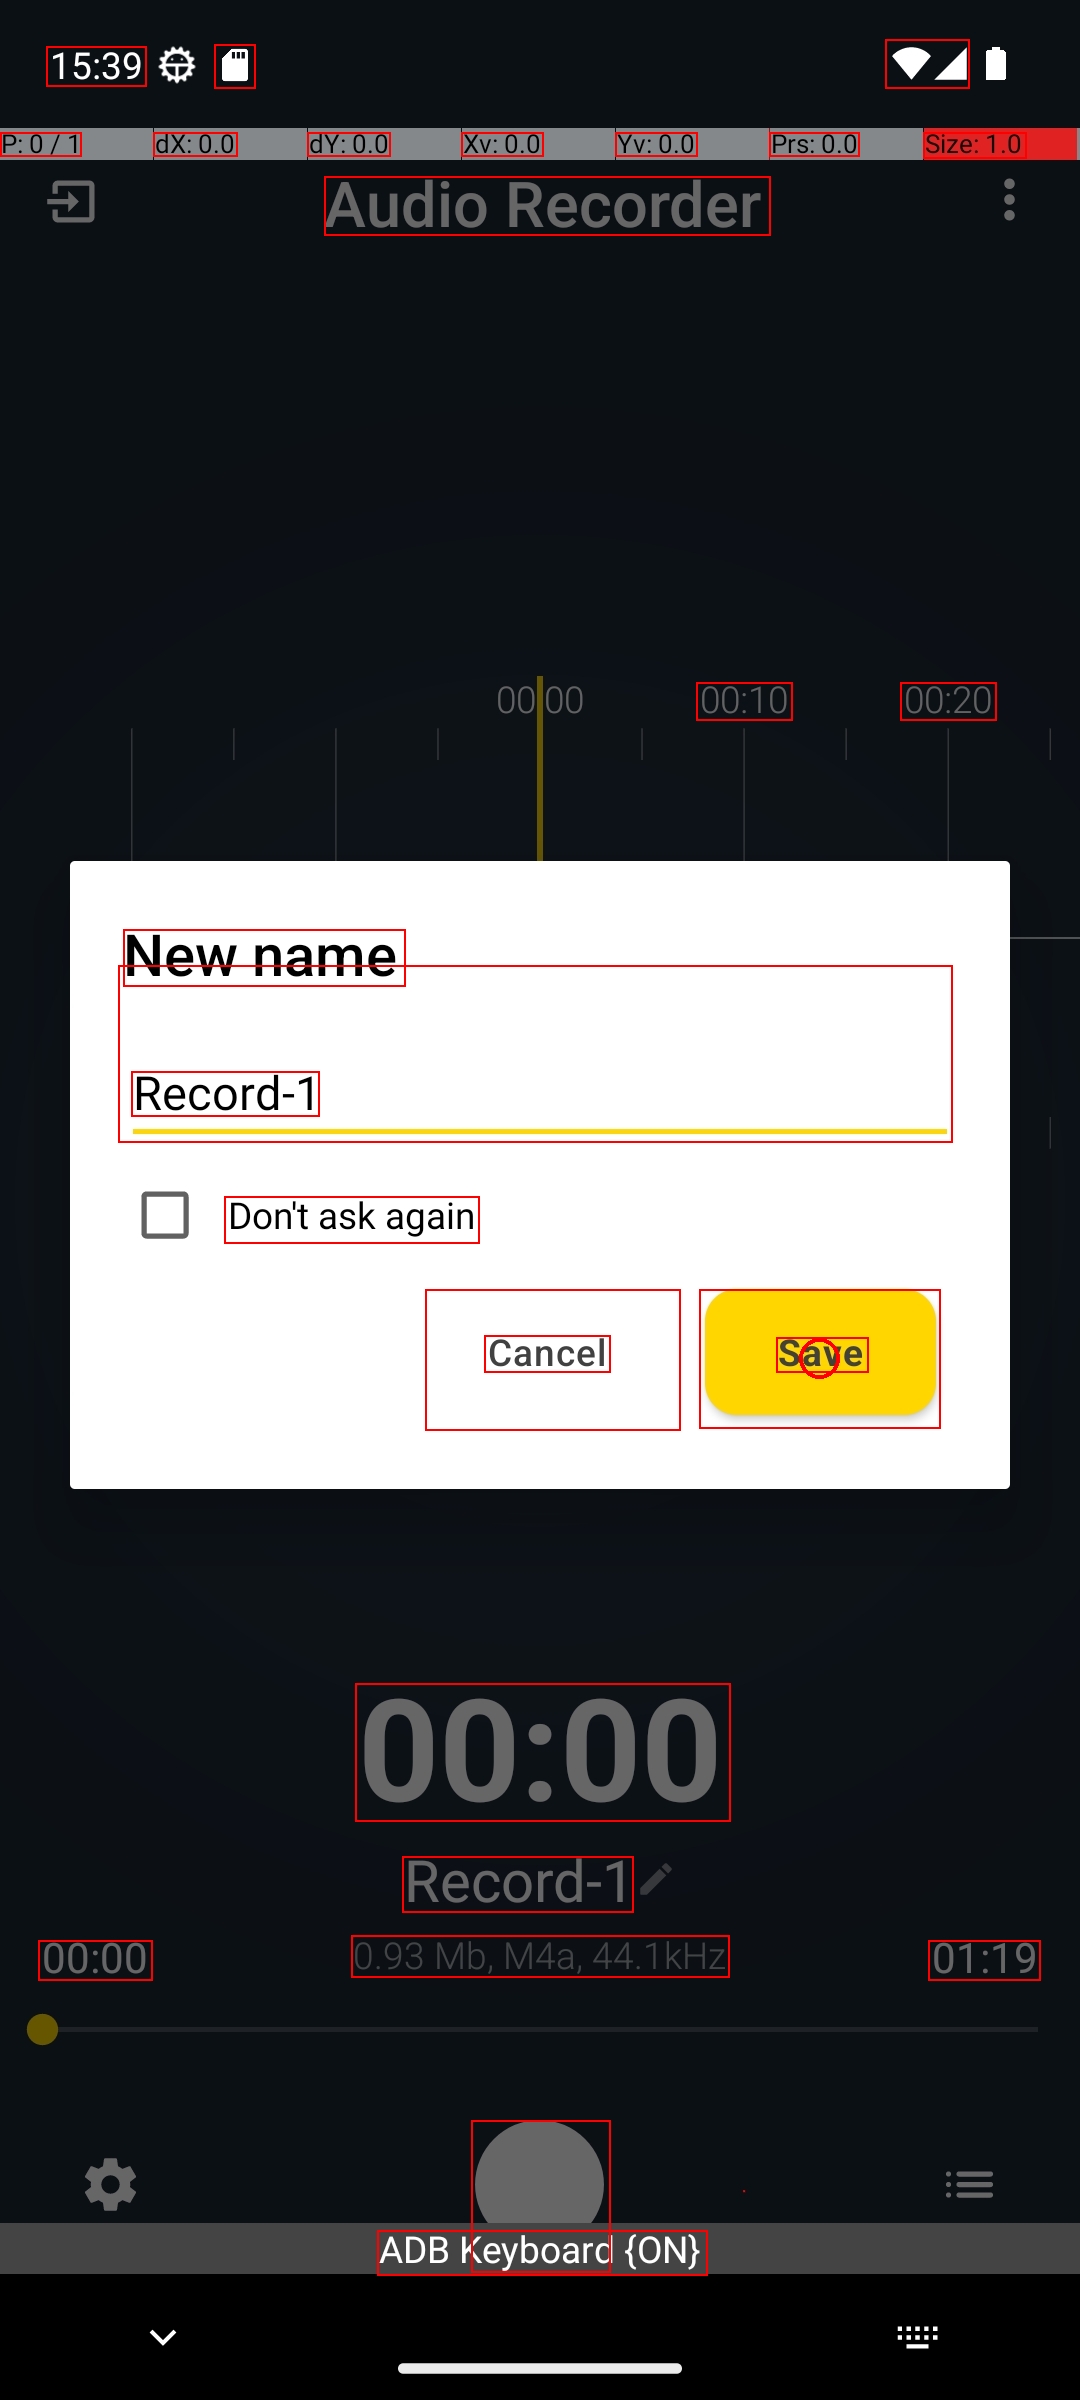 15:39
P: 0 / 1 dX: 0.0 dY: 0.0 Xv: 0.0 Yv: 0.0 Prs: 0.0 Size: 1.0
Audio Recorder
00:00 00:10 00:20
New name
Record-1
Don't ask again
Cancel Save
00:00
Record-1
00:00 0.93 Mb, M4a, 44.1kHz 01:19
ADB Keyboard {ON}